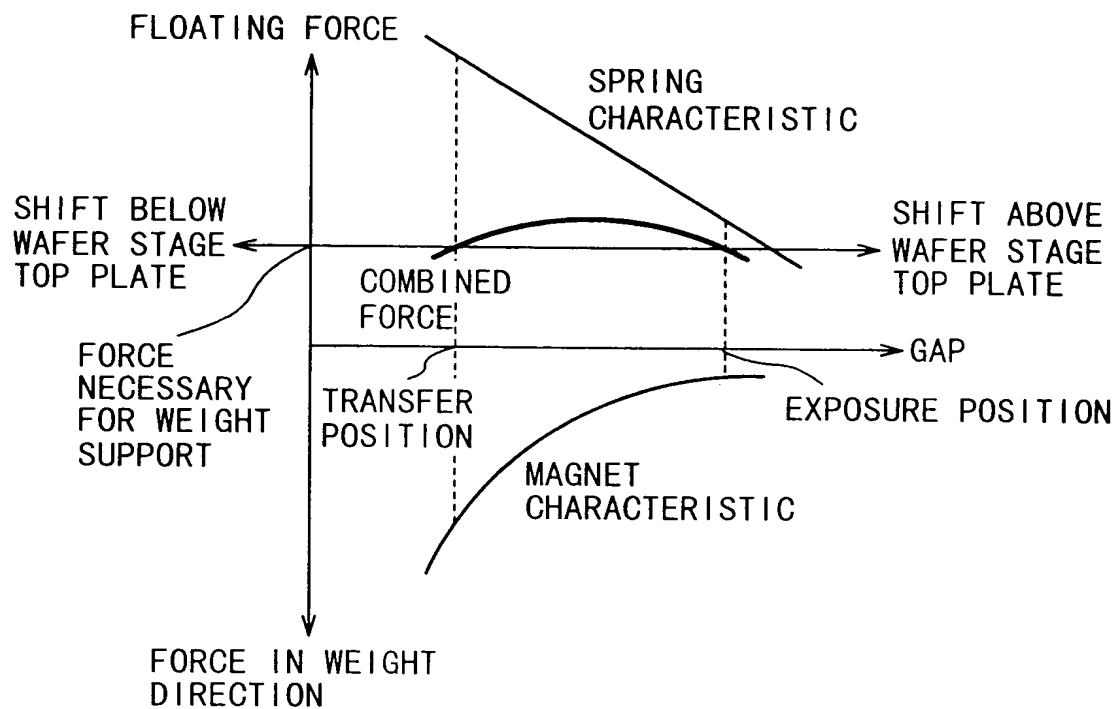 FLOATING FORCE
SPRING
CHARACTERISTIC
SHIFT BELOW
WAFER STAGE
TOP PLATE
SHIFT ABOVE
WAFER STAGE
TOP PLATE
COMBINED
FORCE
FORCE
NECESSARY
FOR WEIGHT
SUPPORT
GAP
TRANSFER
POSITION
EXPOSURE POSITION
MAGNET
CHARACTERISTIC
FORCE IN WEIGHT
DIRECTION